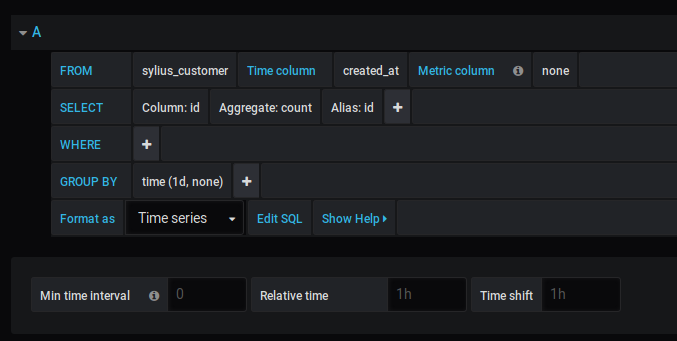 A
FROM sylius_customer Time column created_at Metric column none
SELECT Column: id Aggregate: count Alias: id +
WHERE +
GROUP BY time (1d, none) +
Format as Time series Edit SQL Show Help
Min time interval 0 Relative time 1h Time shift 1h